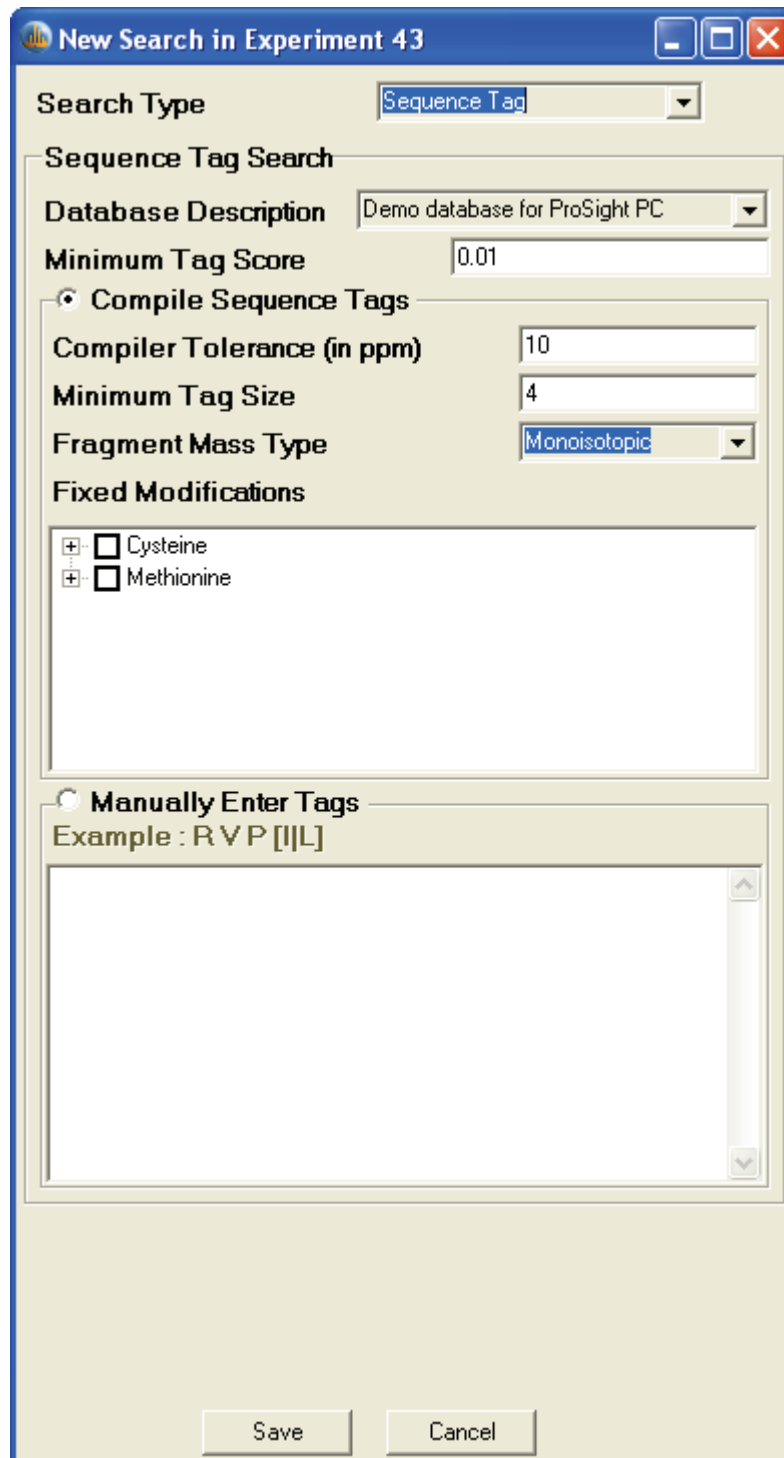 New Search in Experiment 43
Search Type Sequence Tag
Sequence Tag Search
Database Description Demo database for ProSight PC
Minimum Tag Score 0.01
Compile Sequence Tags
Compiler Tolerance (in ppm) 10
Minimum Tag Size 4
Fragment Mass Type Monoisotopic
Fixed Modifications
Cysteine
Methionine
Manually Enter Tags
Example : R V P [I|L]
Save Cancel